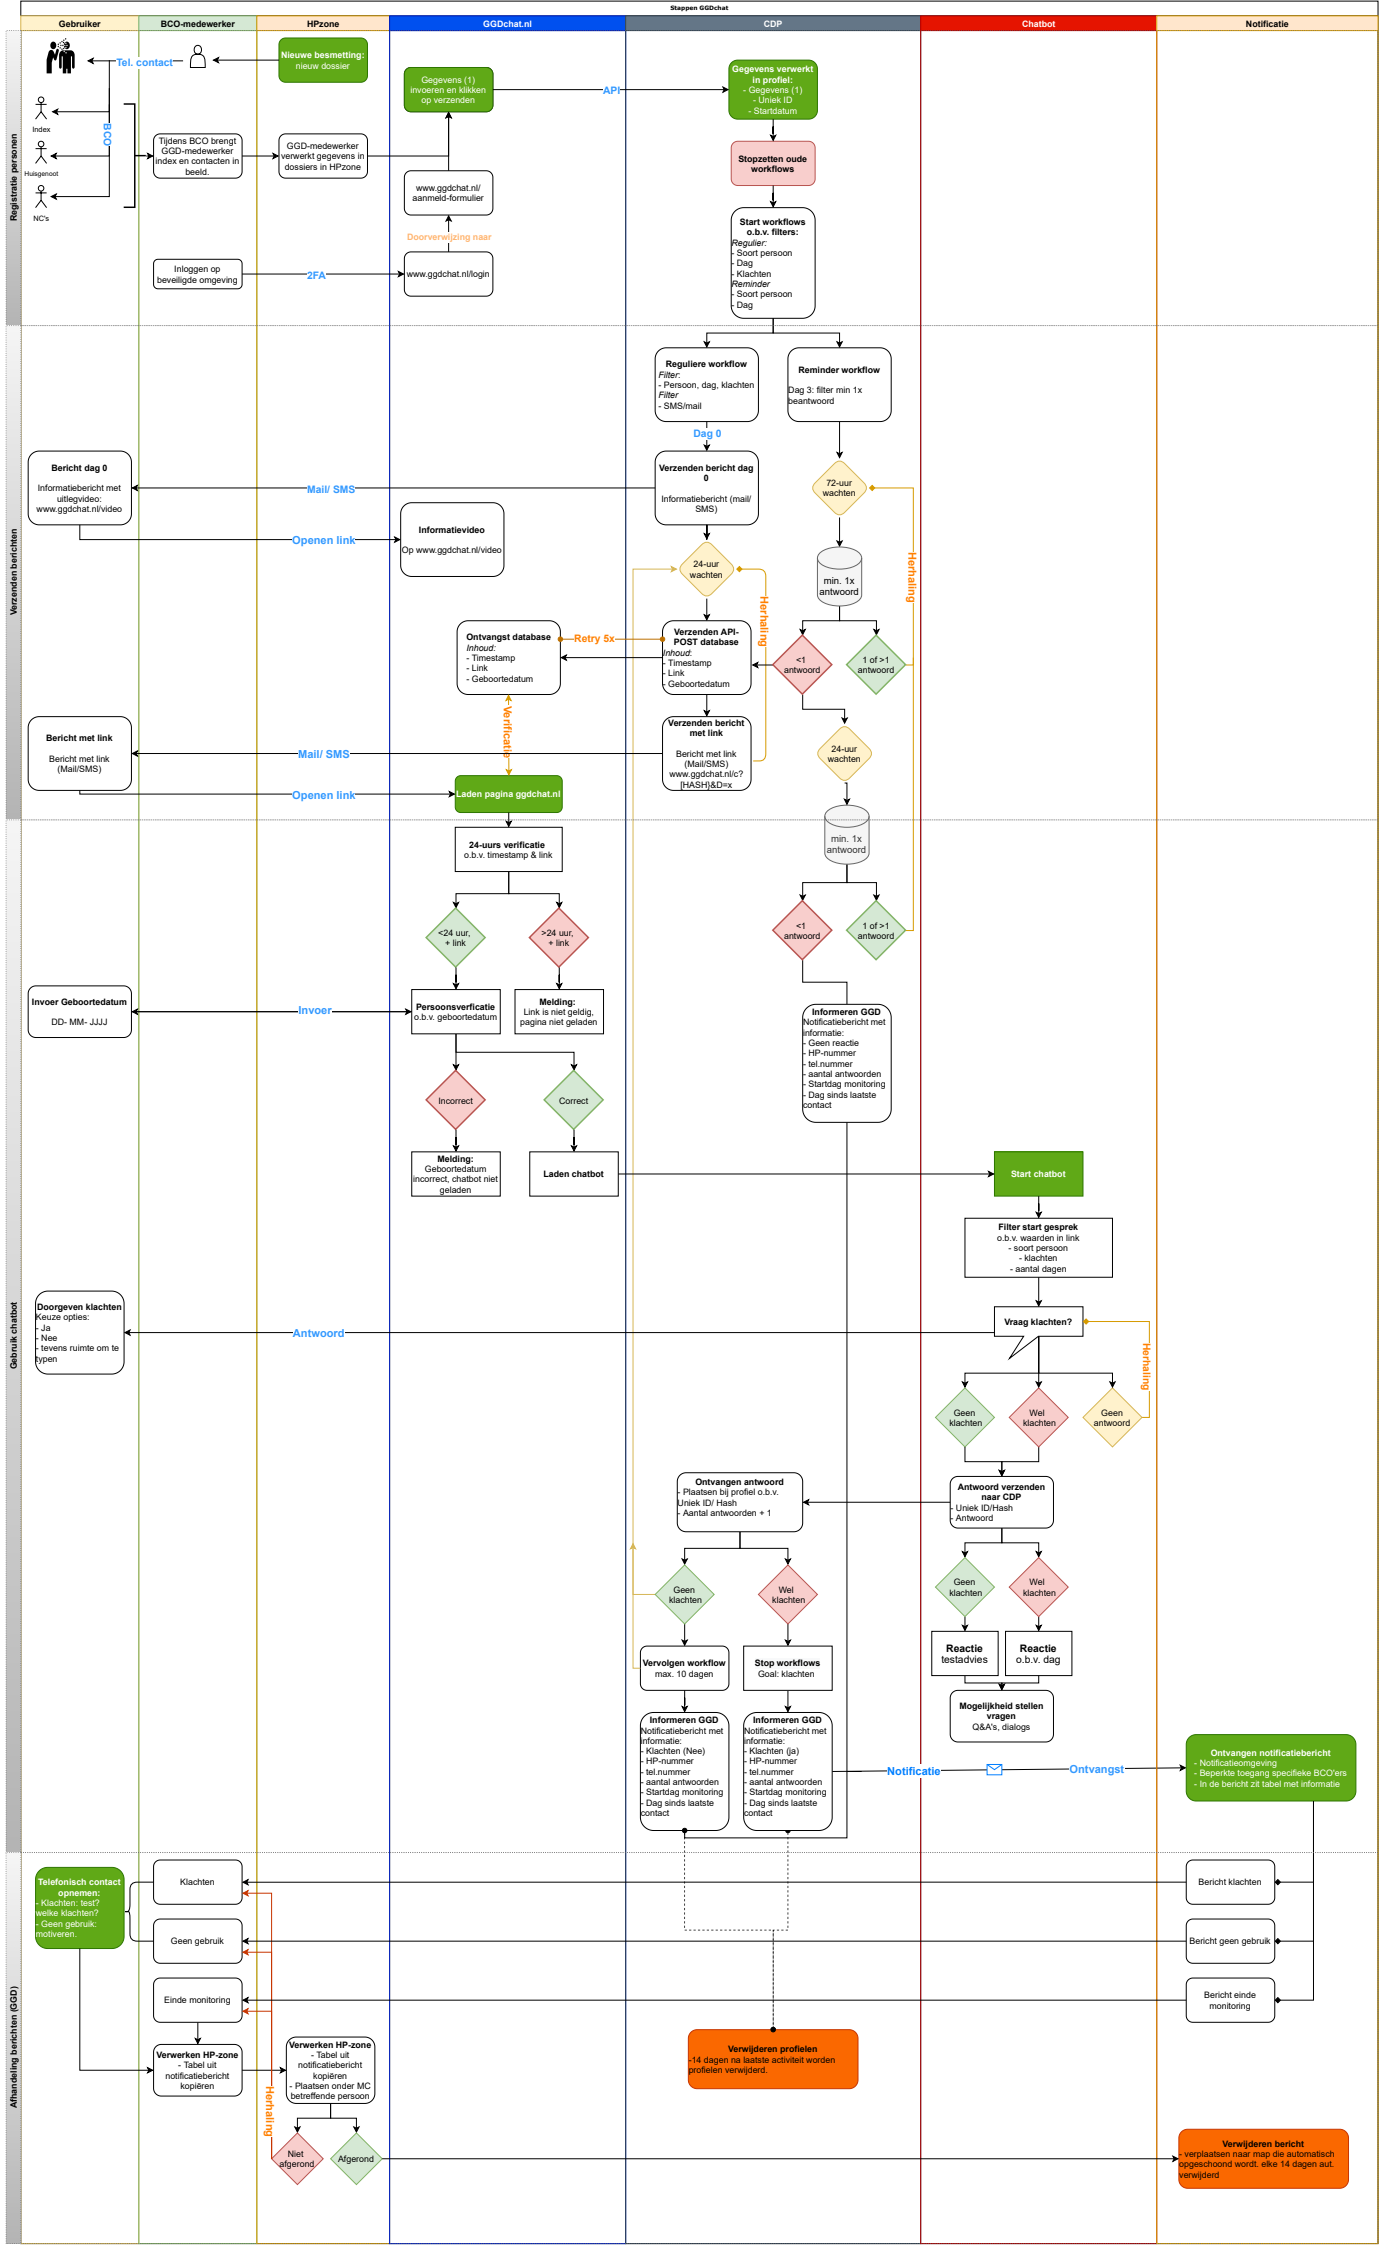 Stappen GGDchat
Gebruiker
BCO-medewerker
HPzone
GGDchat.nl
CDP
Chatbot
Notificatie
Registratie personen
Tel. contact
Nieuwe besmetting:
nieuw dossier
Index
Huisgenoot
NC's
BCO
Tijdens BCO brengt
GGD-medewerker
index en contacten in
beeld.
GGD-medewerker
verwerkt gegevens in
dossiers in HPzone
Gegevens (1)
invoeren en klikken
op verzenden
API
Gegevens verwerkt
in profiel:
- Gegevens (1)
- Uniek ID
- Startdatum
Stopzetten oude
workflows
www.ggdchat.nl/
aanmeld-formulier
Doorverwijzing naar
Inloggen op
beveiligde omgeving
2FA
www.ggdchat.nl/login
Start workflows
o.b.v. filters:
Regulier:
- Soort persoon
- Dag
- Klachten
Reminder
- Soort persoon
- Dag
Verzenden berichten
Reguliere workflow
Filter:
- Persoon, dag, klachten
Filter
- SMS/mail
Reminder workflow
Dag 3: filter min 1x
beantwoord
Dag 0
Bericht dag 0
Informatiebericht met
uitlegvideo:
www.ggdchat.nl/video
Mail/ SMS
Verzenden bericht dag
0
Informatiebericht (mail/
SMS)
72-uur
wachten
Openen link
Informatievideo
Op www.ggdchat.nl/video
24-uur
wachten
Herhaling
min. 1x
antwoord
Herhaling
Ontvangst database
Inhoud:
- Timestamp
- Link
- Geboortedatum
Retry 5x
Verzenden API-
POST database
Inhoud:
- Timestamp
- Link
- Geboortedatum
<1
antwoord
1 of >1
antwoord
Verificatie
Bericht met link
Bericht met link
(Mail/SMS)
Mail/ SMS
Verzenden bericht
met link
Bericht met link
(Mail/SMS)
www.ggdchat.nl/c?
[HASH}&D=x
24-uur
wachten
Openen link
Laden pagina ggdchat.nl
Gebruik chatbot
24-uurs verificatie
o.b.v. timestamp & link
min. 1x
antwoord
<24 uur,
+ link
>24 uur,
+ link
<1
antwoord
1 of >1
antwoord
Invoer Geboortedatum
DD- MM- JJJJ
Invoer
Persoonsverficatie
o.b.v. geboortedatum
Melding:
Link is niet geldig,
pagina niet geladen
Informeren GGD
Notificatiebericht met
informatie:
- Geen reactie
- HP-nummer
- tel.nummer
- aantal antwoorden
- Startdag monitoring
- Dag sinds laatste
contact
Incorrect
Correct
Melding:
Geboortedatum
incorrect, chatbot niet
geladen
Laden chatbot
Start chatbot
Filter start gesprek
o.b.v. waarden in link
- soort persoon
- klachten
- aantal dagen
Doorgeven klachten
Keuze opties:
- Ja
- Nee
- tevens ruimte om te
typen
Antwoord
Vraag klachten?
Herhaling
Geen
klachten
Wel
klachten
Geen
antwoord
Ontvangen antwoord
- Plaatsen bij profiel o.b.v.
Uniek ID/ Hash
- Aantal antwoorden + 1
Antwoord verzenden
naar CDP
- Uniek ID/Hash
- Antwoord
Geen
klachten
Wel
klachten
Geen
klachten
Wel
klachten
Vervolgen workflow
max. 10 dagen
Stop workflows
Goal: klachten
Reactie
testadvies
Reactie
o.b.v. dag
Mogelijkheid stellen
vragen
Q&A's, dialogs
Informeren GGD
Notificatiebericht met
informatie:
- Klachten (Nee)
- HP-nummer
- tel.nummer
- aantal antwoorden
- Startdag monitoring
- Dag sinds laatste
contact
Informeren GGD
Notificatiebericht met
informatie:
- Klachten (ja)
- HP-nummer
- tel.nummer
- aantal antwoorden
- Startdag monitoring
- Dag sinds laatste
contact
Notificatie
Ontvangst
Ontvangen notificatiebericht
- Notificatieomgeving
- Beperkte toegang specifieke BCO'ers
- In de bericht zit tabel met informatie
Afhandeling berichten (GGD)
Telefonisch contact
opnemen:
- Klachten: test?
welke klachten?
- Geen gebruik:
motiveren.
Klachten
Bericht klachten
Geen gebruik
Bericht geen gebruik
Einde monitoring
Bericht einde
monitoring
Verwerken HP-zone
- Tabel uit
notificatiebericht
kopiëren
Herhaling
Verwerken HP-zone
- Tabel uit
notificatiebericht
kopiëren
- Plaatsen onder MC
betreffende persoon
Verwijderen profielen
-14 dagen na laatste activiteit worden
profielen verwijderd.
Niet
afgerond
Afgerond
Verwijderen bericht
- verplaatsen naar map die automatisch
opgeschoond wordt. elke 14 dagen aut.
verwijderd